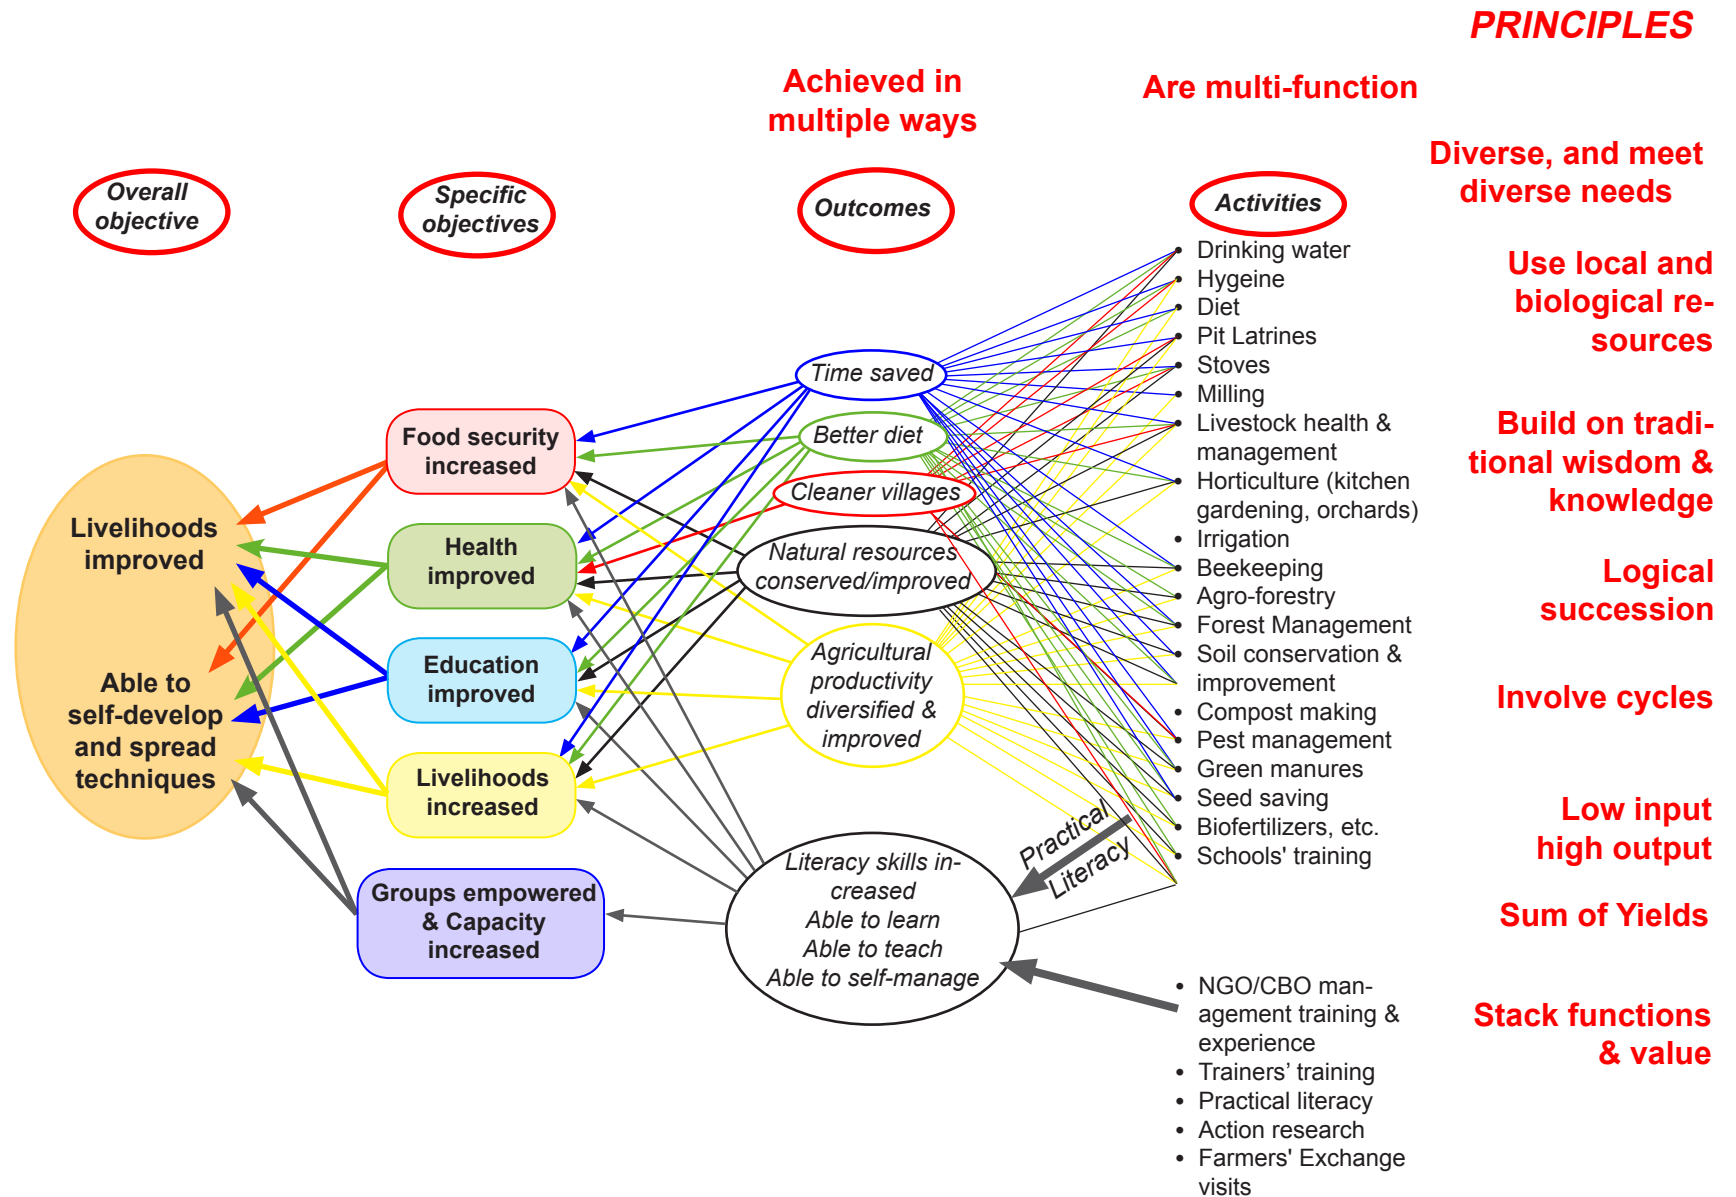 PRINCIPLES
Achieved in
multiple ways
Are multi-function
Diverse, and meet
diverse needs
Use local and
biological re-
sources
Build on tradi-
tional wisdom &
knowledge
Logical
succession
Involve cycles
Low input
high output
Sum of Yields
Stack functions
& value
Overall
objective
Specific
objectives
Outcomes
Activities
Livelihoods
improved
Able to
self-develop
and spread
techniques
Food security
increased
Health
improved
Education
improved
Livelihoods
increased
Groups empowered
& Capacity
increased
Time saved
Better diet
Cleaner villages
Natural resources
conserved/improved
Agricultural
productivity
diversified &
improved
Literacy skills in-
creased
Able to learn
Able to teach
Able to self-manage
Practical
Literacy
• Drinking water
• Hygeine
• Diet
• Pit Latrines
• Stoves
• Milling
• Livestock health &
management
• Horticulture (kitchen
gardening, orchards)
• Irrigation
• Beekeeping
• Agro-forestry
• Forest Management
• Soil conservation &
improvement
• Compost making
• Pest management
• Green manures
• Seed saving
• Biofertilizers, etc.
• Schools' training
• NGO/CBO man-
agement training &
experience
• Trainers’ training
• Practical literacy
• Action research
• Farmers' Exchange
visits